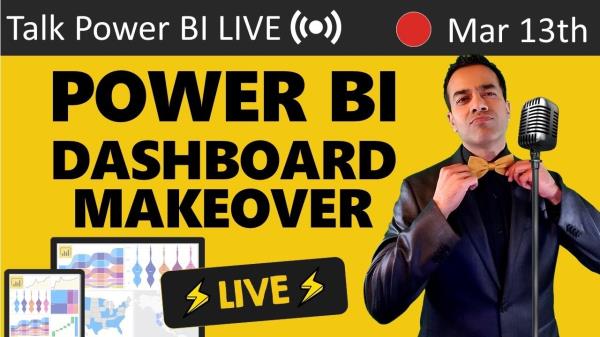 Talk Power BI LIVE
Mar 13th
POWER BI
DASHBOARD
MAKEOVER
LIVE